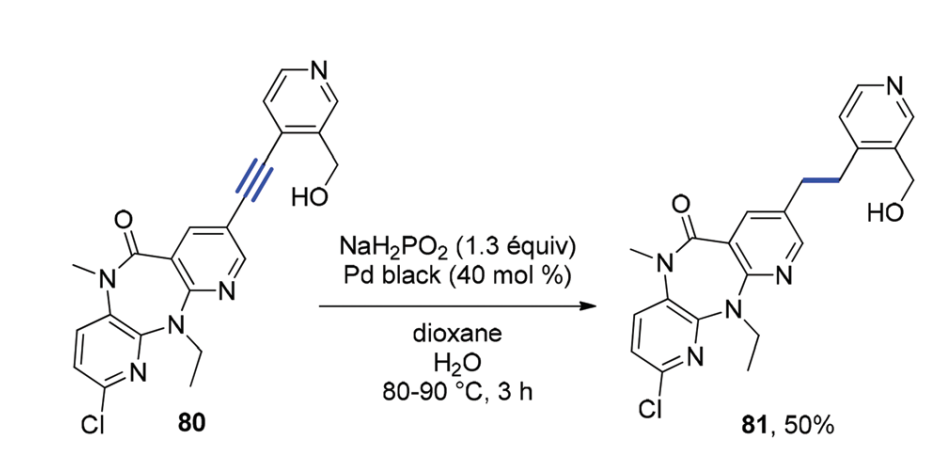 N
HO
O
N
N
N
N
Cl
80
NaH₂PO₂ (1.3 équiv)
Pd black (40 mol %)
dioxane
H₂O
80-90 °C, 3 h
N
HO
O
N
N
N
N
Cl
81, 50%